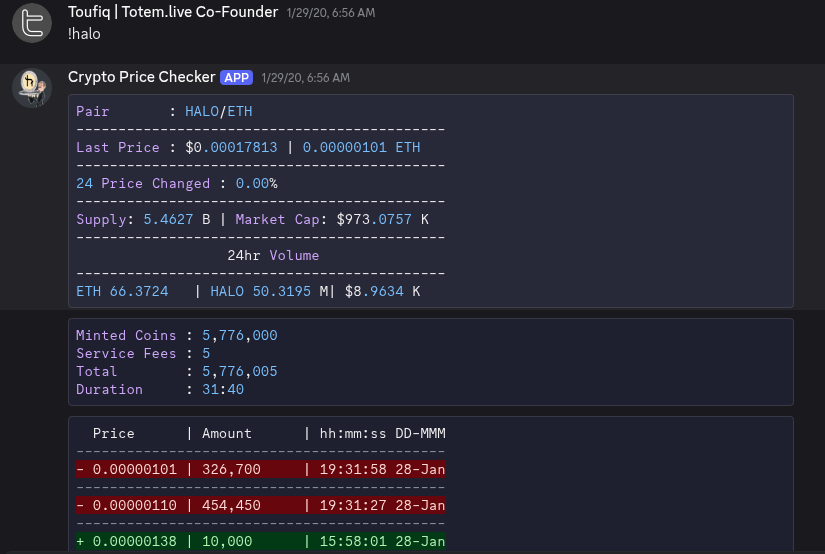 Toufiq | Totem.live Co-Founder 1/29/20, 6:56 AM
!halo
Crypto Price Checker APP 1/29/20, 6:56 AM
Pair       : HALO/ETH
--------------------------------------------
Last Price : $0.00017813 | 0.00000101 ETH
--------------------------------------------
24 Price Changed : 0.00%
--------------------------------------------
Supply: 5.4627 B | Market Cap: $973.0757 K
--------------------------------------------
24hr Volume
--------------------------------------------
ETH 66.3724   | HALO 50.3195 M| $8.9634 K
Minted Coins : 5,776,000
Service Fees : 5
Total        : 5,776,005
Duration     : 31:40
Price      | Amount      | hh:mm:ss DD-MMM
--------------------------------------------
- 0.00000101 | 326,700     | 19:31:58 28-Jan
--------------------------------------------
- 0.00000110 | 454,450     | 19:31:27 28-Jan
--------------------------------------------
+ 0.00000138 | 10,000      | 15:58:01 28-Jan